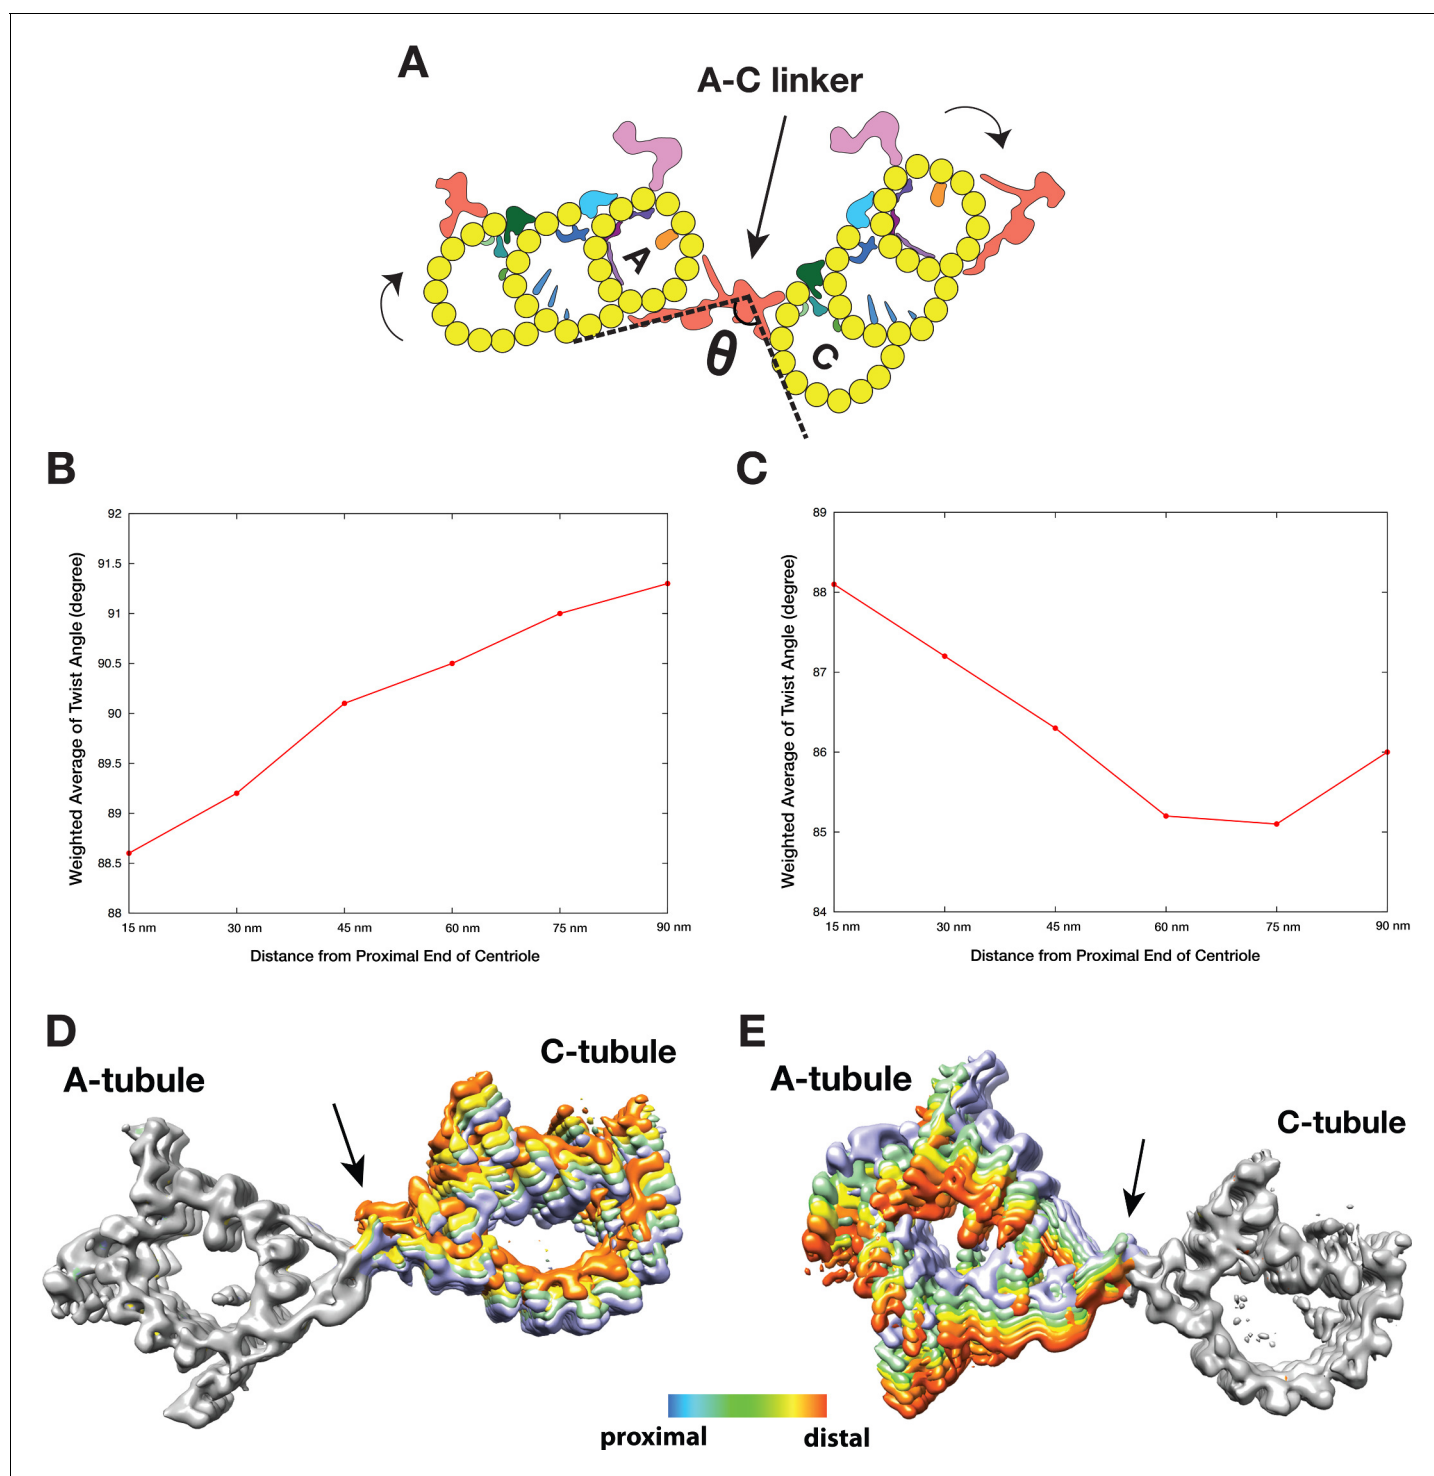 A
A-C linker
A
θ
C
B
Weighted Average of Twist Angle (degree)
92
91.5
91
90.5
90
89.5
89
88.5
88
15 nm 30 nm 45 nm 60 nm 75 nm 90 nm
Distance from Proximal End of Centriole
C
Weighted Average of Twist Angle (degree)
89
88
87
86
85
84
15 nm 30 nm 45 nm 60 nm 75 nm 90 nm
Distance from Proximal End of Centriole
D
A-tubule
C-tubule
E
A-tubule
C-tubule
proximal distal